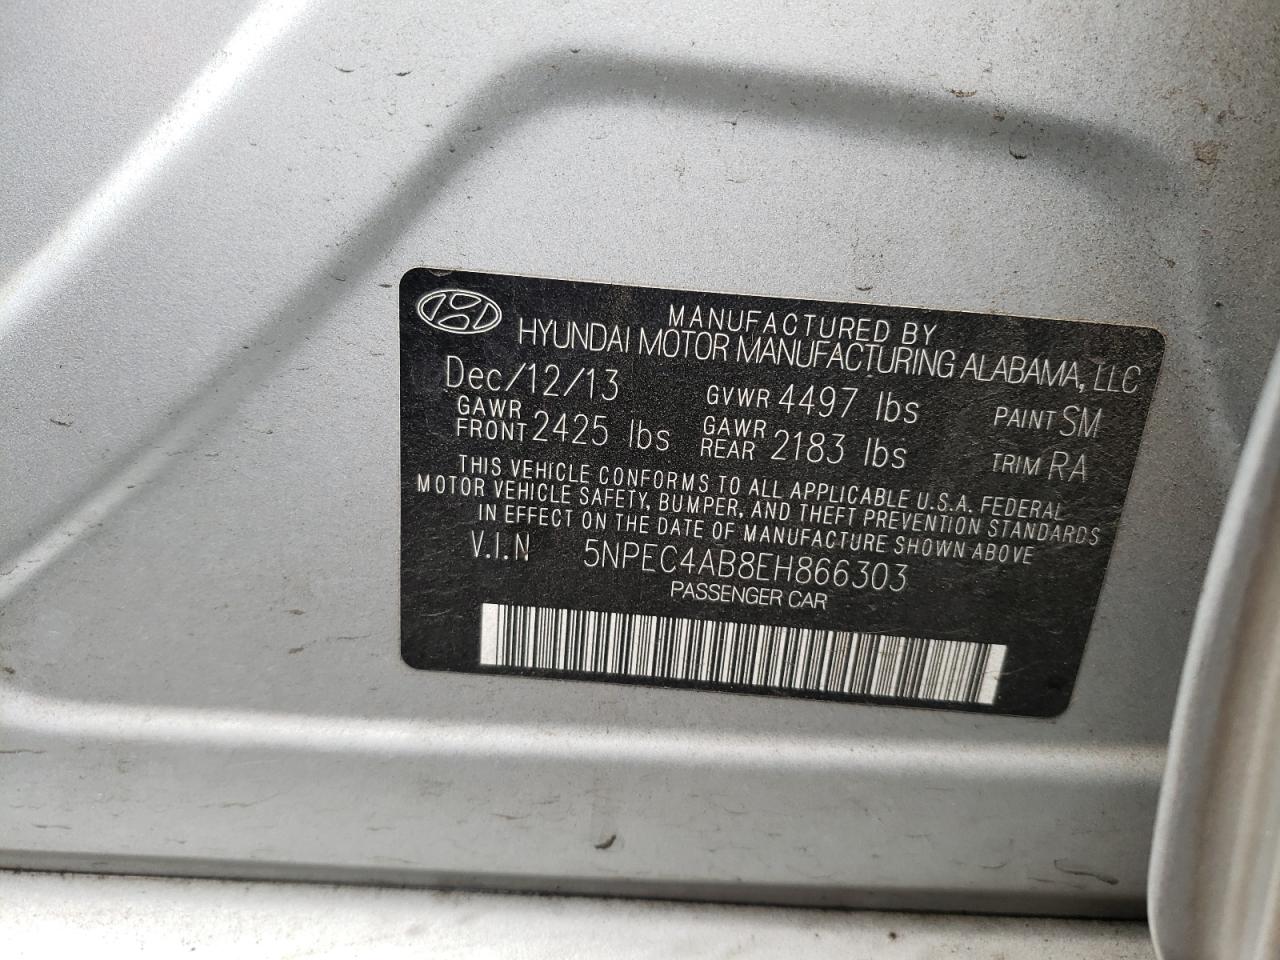 MANUFACTURED BY
HYUNDAI MOTOR MANUFACTURING ALABAMA, LLC
Dec/12/13 GVWR 4497 lbs PAINT SM
GAWR FRONT 2425 lbs GAWR REAR 2183 lbs TRIM RA
THIS VEHICLE CONFORMS TO ALL APPLICABLE U.S.A. FEDERAL
MOTOR VEHICLE SAFETY, BUMPER, AND THEFT PREVENTION STANDARDS
IN EFFECT ON THE DATE OF MANUFACTURE SHOWN ABOVE
V.I.N 5NPEC4AB8EH866303
PASSENGER CAR